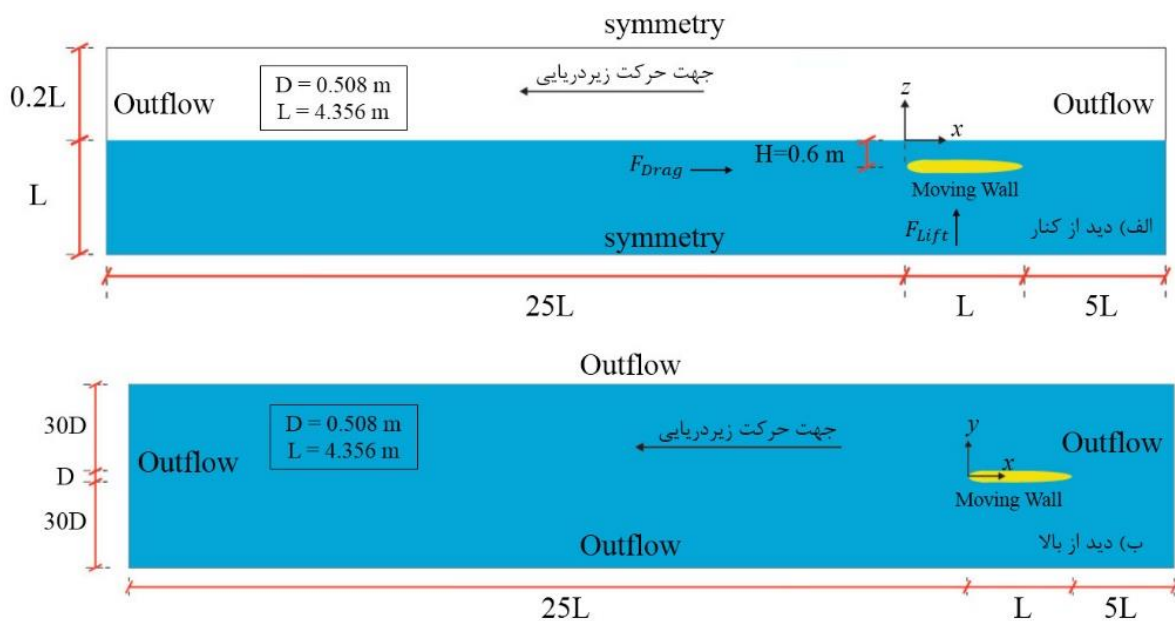 symmetry
0.2L
Outflow
D = 0.508 m
L = 4.356 m
جهت حرکت زیردریایی
z
x
Outflow
L
F_Drag
H=0.6 m
Moving Wall
F_Lift
symmetry
الف) دید از کنار
25L
L
5L
Outflow
30D
D
30D
Outflow
D = 0.508 m
L = 4.356 m
جهت حرکت زیردریایی
y
x
Outflow
Moving Wall
Outflow
ب) دید از بالا
25L
L
5L